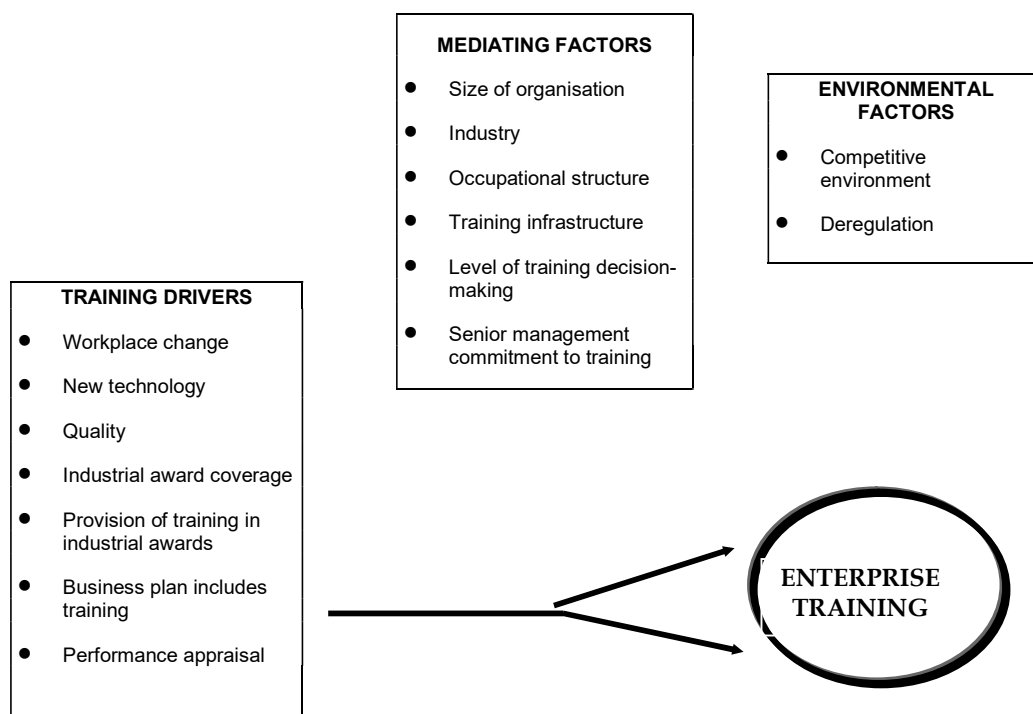 MEDIATING FACTORS
● Size of organisation
● Industry
● Occupational structure
● Training infrastructure
● Level of training decision-
making
● Senior management
commitment to training
ENVIRONMENTAL
FACTORS
● Competitive
environment
● Deregulation
TRAINING DRIVERS
● Workplace change
● New technology
● Quality
● Industrial award coverage
● Provision of training in
industrial awards
● Business plan includes
training
● Performance appraisal
ENTERPRISE
TRAINING